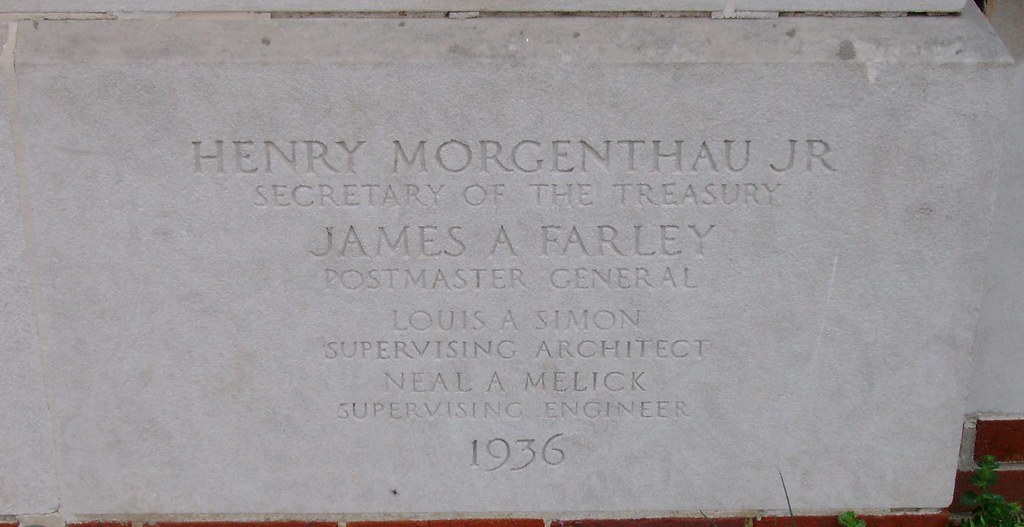 HENRY MORGENTHAU JR
SECRETARY OF THE TREASURY
JAMES A FARLEY
POSTMASTER GENERAL
LOUIS A SIMON
SUPERVISING ARCHITECT
NEAL A MELICK
SUPERVISING ENGINEER
1936